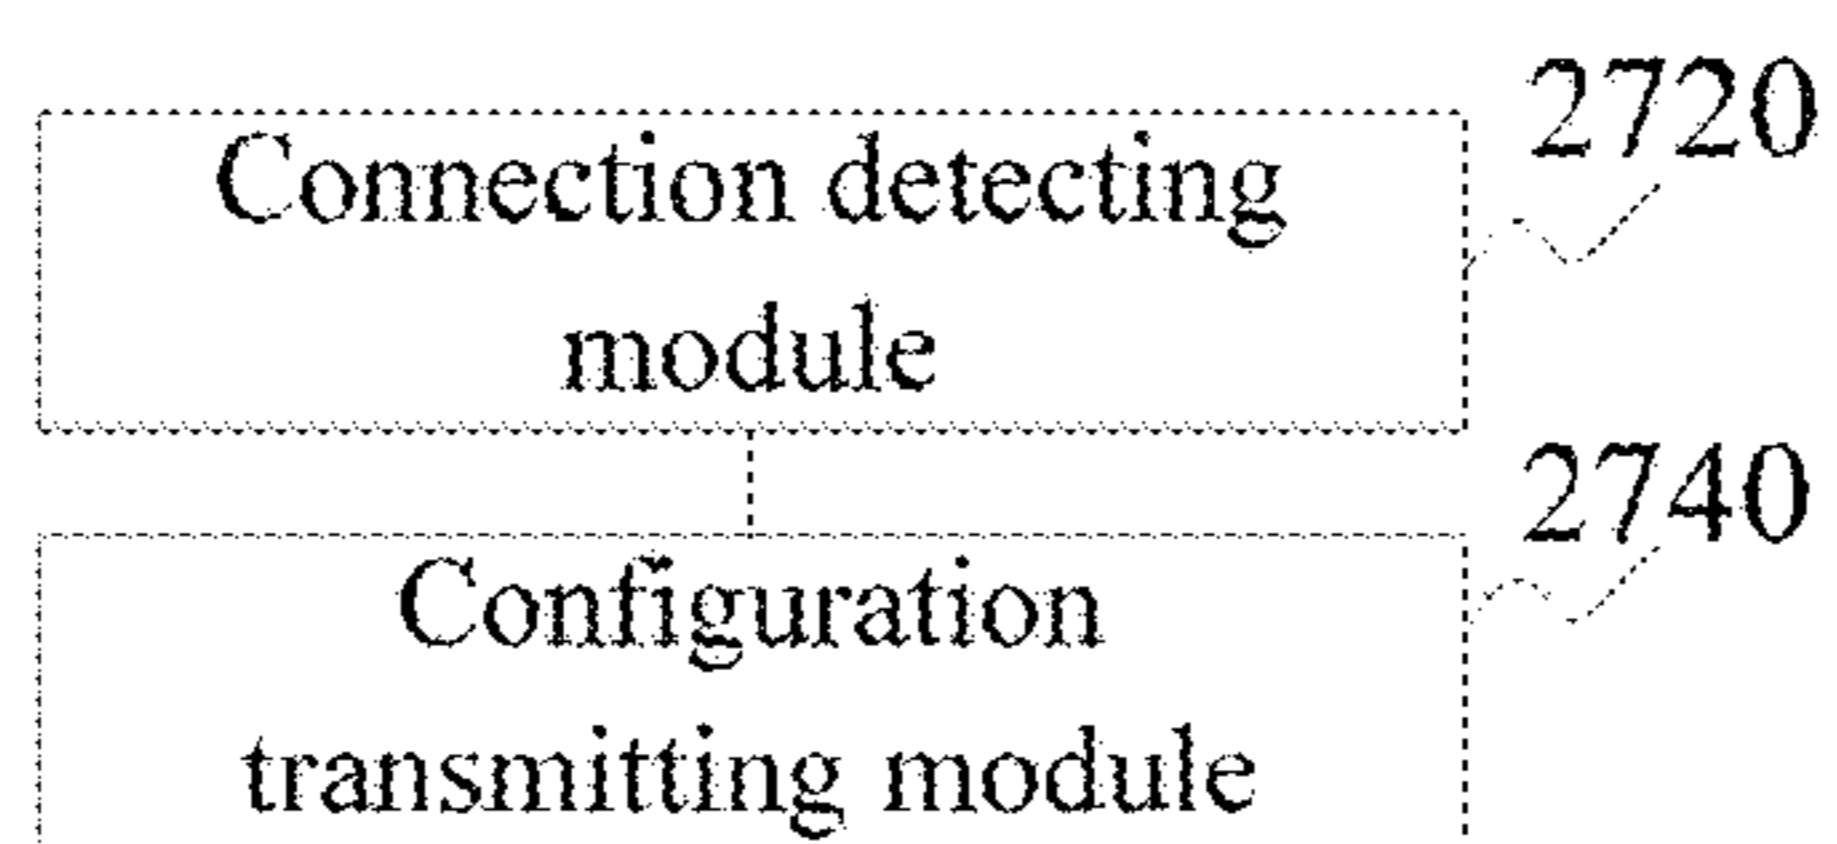 2720
Connection detecting
module
2740
Configuration
transmitting module